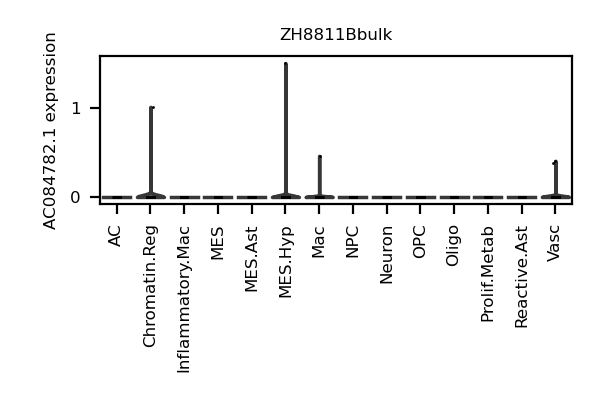 ZH8811Bbulk
AC084782.1 expression
1
0
AC
Chromatin.Reg
Inflammatory.Mac
MES
MES.Ast
MES.Hyp
Mac
NPC
Neuron
OPC
Oligo
Prolif.Metab
Reactive.Ast
Vasc